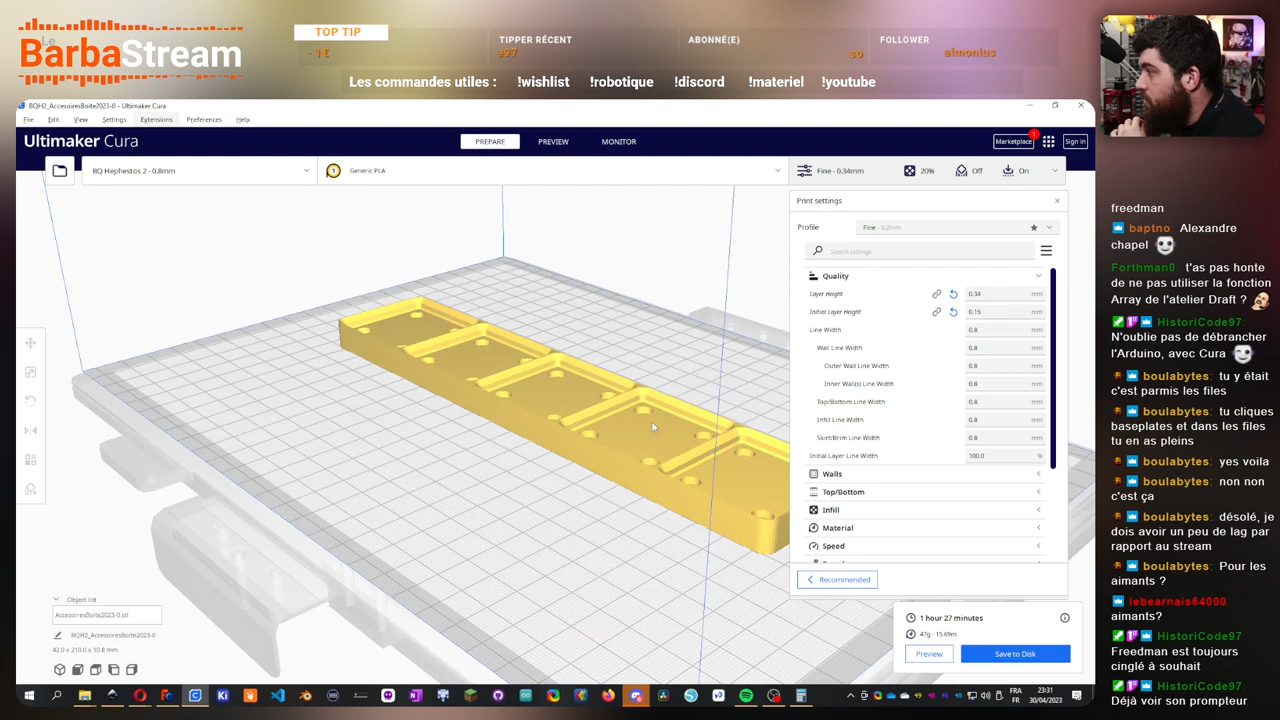 Le
BarbaStream
TOP TIP
- 1€
TIPPER RÉCENT
ABONNÉ(E)
so
FOLLOWER
almonius
Les commandes utiles : !wishlist !robotique !discord !materiel !youtube
BQH2_AccesoiresBoite2023-0 - Ultimaker Cura
File Edit View Settings Extensions Preferences Help
Ultimaker Cura
PREPARE PREVIEW MONITOR
Marketplace 1
Sign in
BQ Hephestos 2 - 0.8mm
1 Generic PLA
Fine - 0.34mm 20% Off On
Print settings
Profile Fine - 0.2mm
Search settings
Quality
Layer Height 0.34 mm
Initial Layer Height 0.15 mm
Line Width 0.8 mm
Wall Line Width 0.8 mm
Outer Wall Line Width 0.8 mm
Inner Wall(s) Line Width 0.8 mm
Top/Bottom Line Width 0.8 mm
Infill Line Width 0.8 mm
Skirt/Brim Line Width 0.8 mm
Initial Layer Line Width 100.0 %
Walls
Top/Bottom
Infill
Material
Speed
Recommended
1 hour 27 minutes
47g · 15.69m
Preview
Save to Disk
Object list
AccesoiresBoite2023-0.stl
BQH2_AccesoiresBoite2023-0
42.0 x 210.0 x 10.8 mm
freedman
baptno: Alexandre
chapel
Forthman0: t'as pas honte
de ne pas utiliser la fonction
Array de l'atelier Draft ?
HistoriCode97:
N'oublie pas de débrancher
l'Arduino, avec Cura
boulabytes: tu y était
c'est parmis les files
boulabytes: tu cliques
baseplates et dans les files
tu en as pleins
boulabytes: yes voila
boulabytes: non non
c'est ça
boulabytes: désolé, je
dois avoir un peu de lag par
rapport au stream
boulabytes: Pour les
aimants ?
lebearnais64000
aimants?
HistoriCode97:
Freedman est toujours
cinglé à souhait
HistoriCode97:
Déjà voir son prompteur
FRA
FR
23:31
30/04/2023